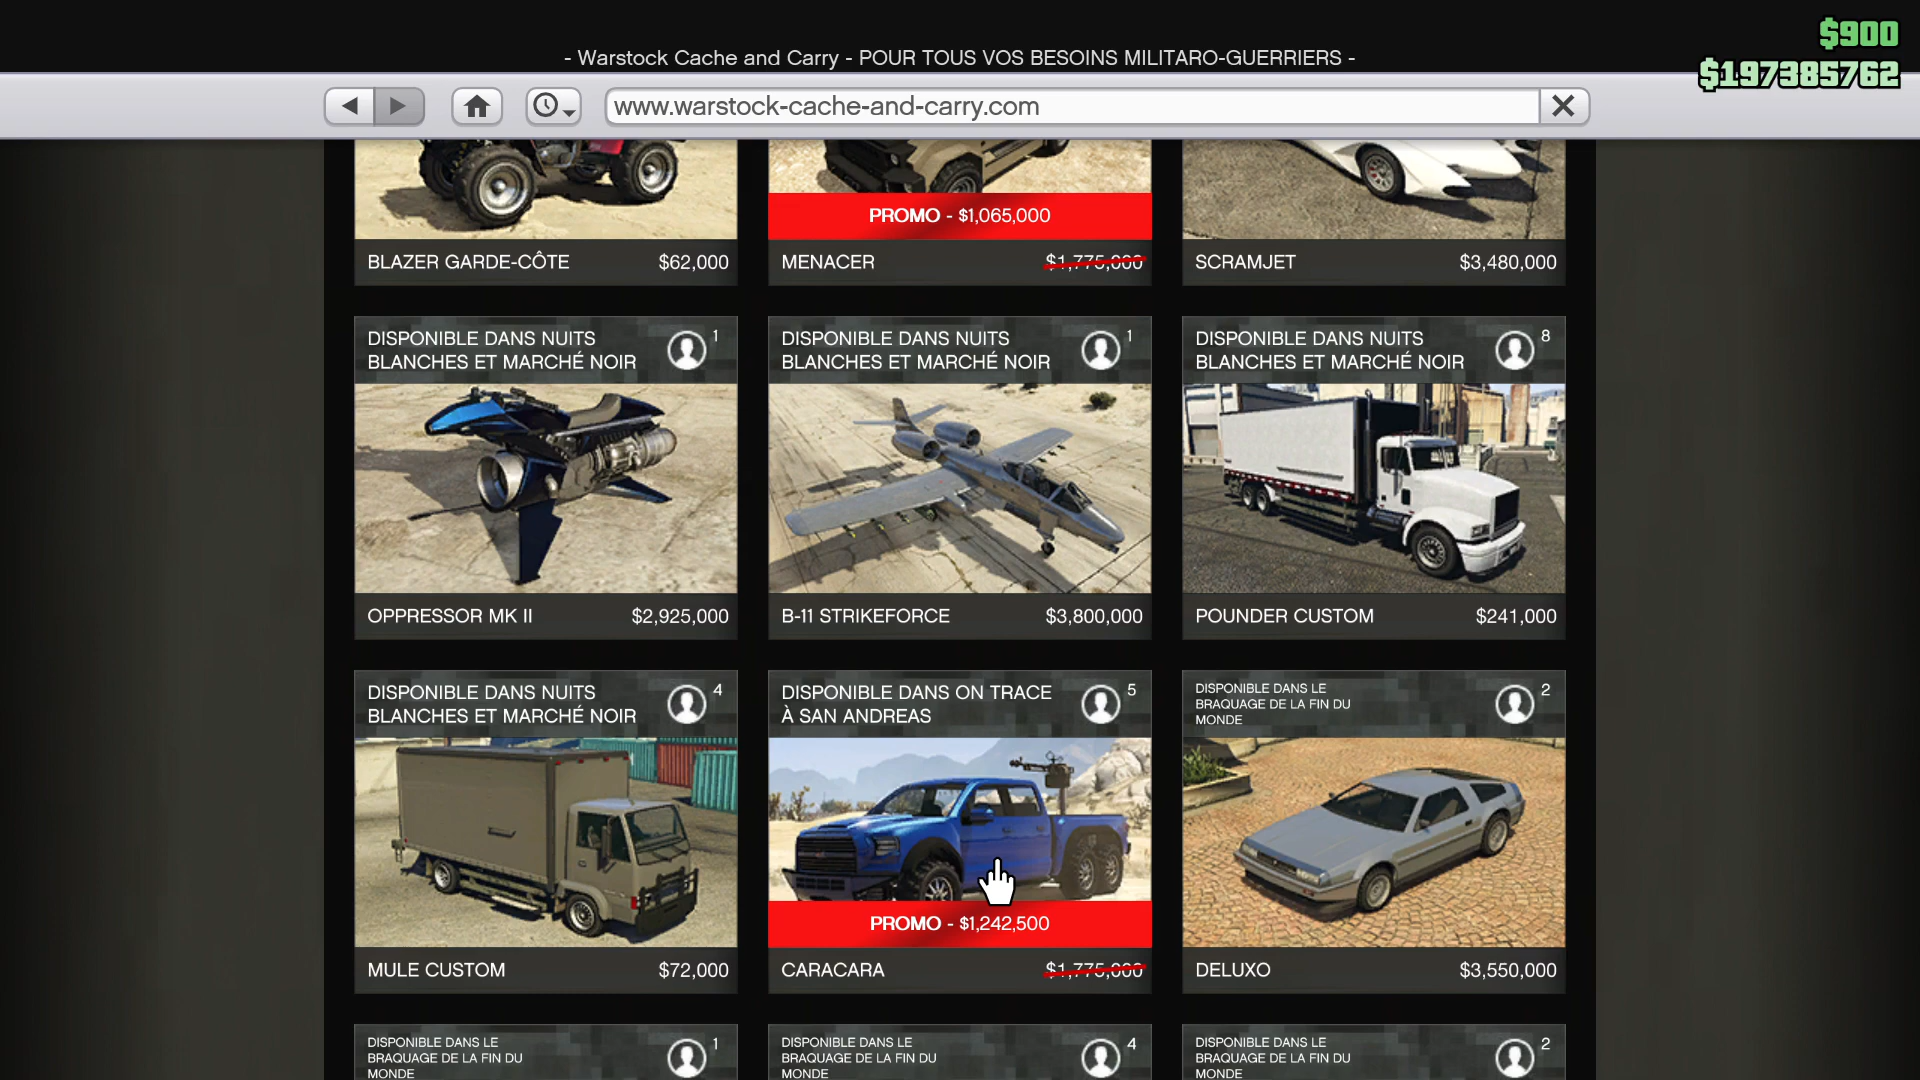 $900
- Warstock Cache and Carry - POUR TOUS VOS BESOINS MILITARO-GUERRIERS -
$197385762
www.warstock-cache-and-carry.com
PROMO - $1,065,000
BLAZER GARDE-CÔTE $62,000
MENACER $1,775,000
SCRAMJET $3,480,000
DISPONIBLE DANS NUITS
BLANCHES ET MARCHÉ NOIR
1
DISPONIBLE DANS NUITS
BLANCHES ET MARCHÉ NOIR
1
DISPONIBLE DANS NUITS
BLANCHES ET MARCHÉ NOIR
8
OPPRESSOR MK II $2,925,000
B-11 STRIKEFORCE $3,800,000
POUNDER CUSTOM $241,000
DISPONIBLE DANS NUITS
BLANCHES ET MARCHÉ NOIR
4
DISPONIBLE DANS ON TRACE
À SAN ANDREAS
5
DISPONIBLE DANS LE
BRAQUAGE DE LA FIN DU
MONDE
2
PROMO - $1,242,500
MULE CUSTOM $72,000
CARACARA $1,775,000
DELUXO $3,550,000
DISPONIBLE DANS LE
BRAQUAGE DE LA FIN DU
MONDE
1
DISPONIBLE DANS LE
BRAQUAGE DE LA FIN DU
MONDE
4
DISPONIBLE DANS LE
BRAQUAGE DE LA FIN DU
MONDE
2